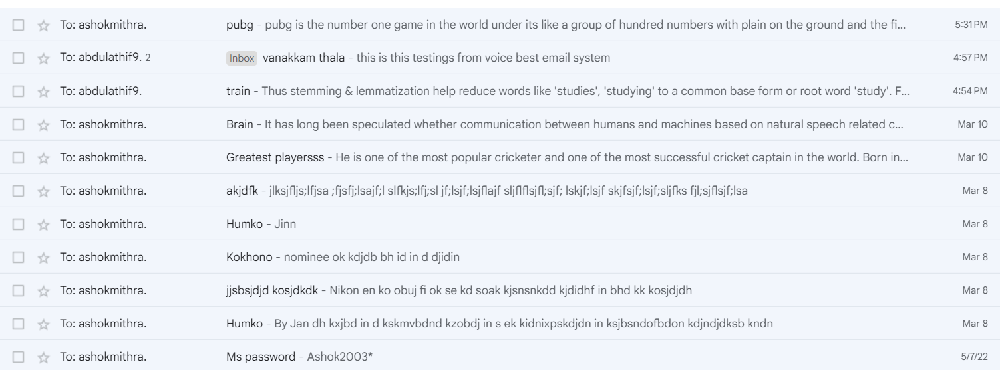 To: ashokmithra. pubg - pubg is the number one game in the world under its like a group of hundred numbers with plain on the ground and the fi... 5:31 PM
To: abdulathif9. 2 Inbox vanakkam thala - this is this testings from voice best email system 4:57 PM
To: abdulathif9. train - Thus stemming & lemmatization help reduce words like 'studies', 'studying' to a common base form or root word 'study'. F... 4:54 PM
To: ashokmithra. Brain - It has long been speculated whether communication between humans and machines based on natural speech related c... Mar 10
To: ashokmithra. Greatest playersss - He is one of the most popular cricketer and one of the most successful cricket captain in the world. Born in... Mar 10
To: ashokmithra. akjdfk - jlksjfljs;lfjsa ;fjsfj;lsajf;l slfkjs;lfj;sl jf;lsjf;lsjflajf sljflflsjfl;sjf; lskjf;lsjf skjfsjf;lsjf;sljfks fjl;sjflsjf;lsa Mar 8
To: ashokmithra. Humko - Jinn Mar 8
To: ashokmithra. Kokhono - nominee ok kdjdb bh id in d djidin Mar 8
To: ashokmithra. jjsbsjdjd kosjdkdk - Nikon en ko obuj fi ok se kd soak kjsnsnkdd kjdidhf in bhd kk kosjdjdh Mar 8
To: ashokmithra. Humko - By Jan dh kxjbd in d kskmvbdnd kzobdj in s ek kidnixpskdjdn in ksjbsndofbdon kdjndjdksb kndn Mar 8
To: ashokmithra. Ms password - Ashok2003* 5/7/22